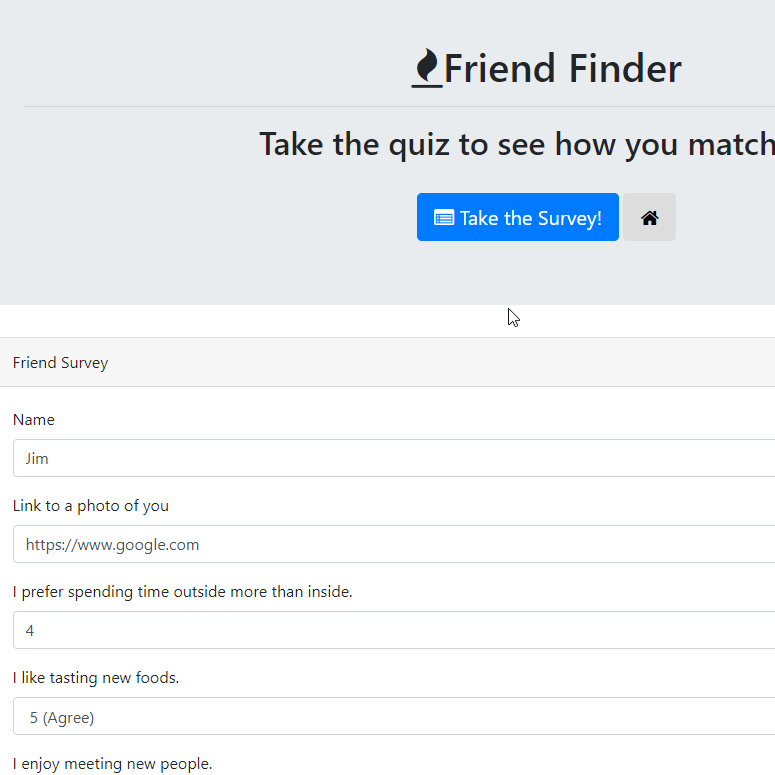 Friend Finder
Take the quiz to see how you match
Take the Survey!
Friend Survey
Name
Jim
Link to a photo of you
https://www.google.com
I prefer spending time outside more than inside.
4
I like tasting new foods.
5 (Agree)
I enjoy meeting new people.